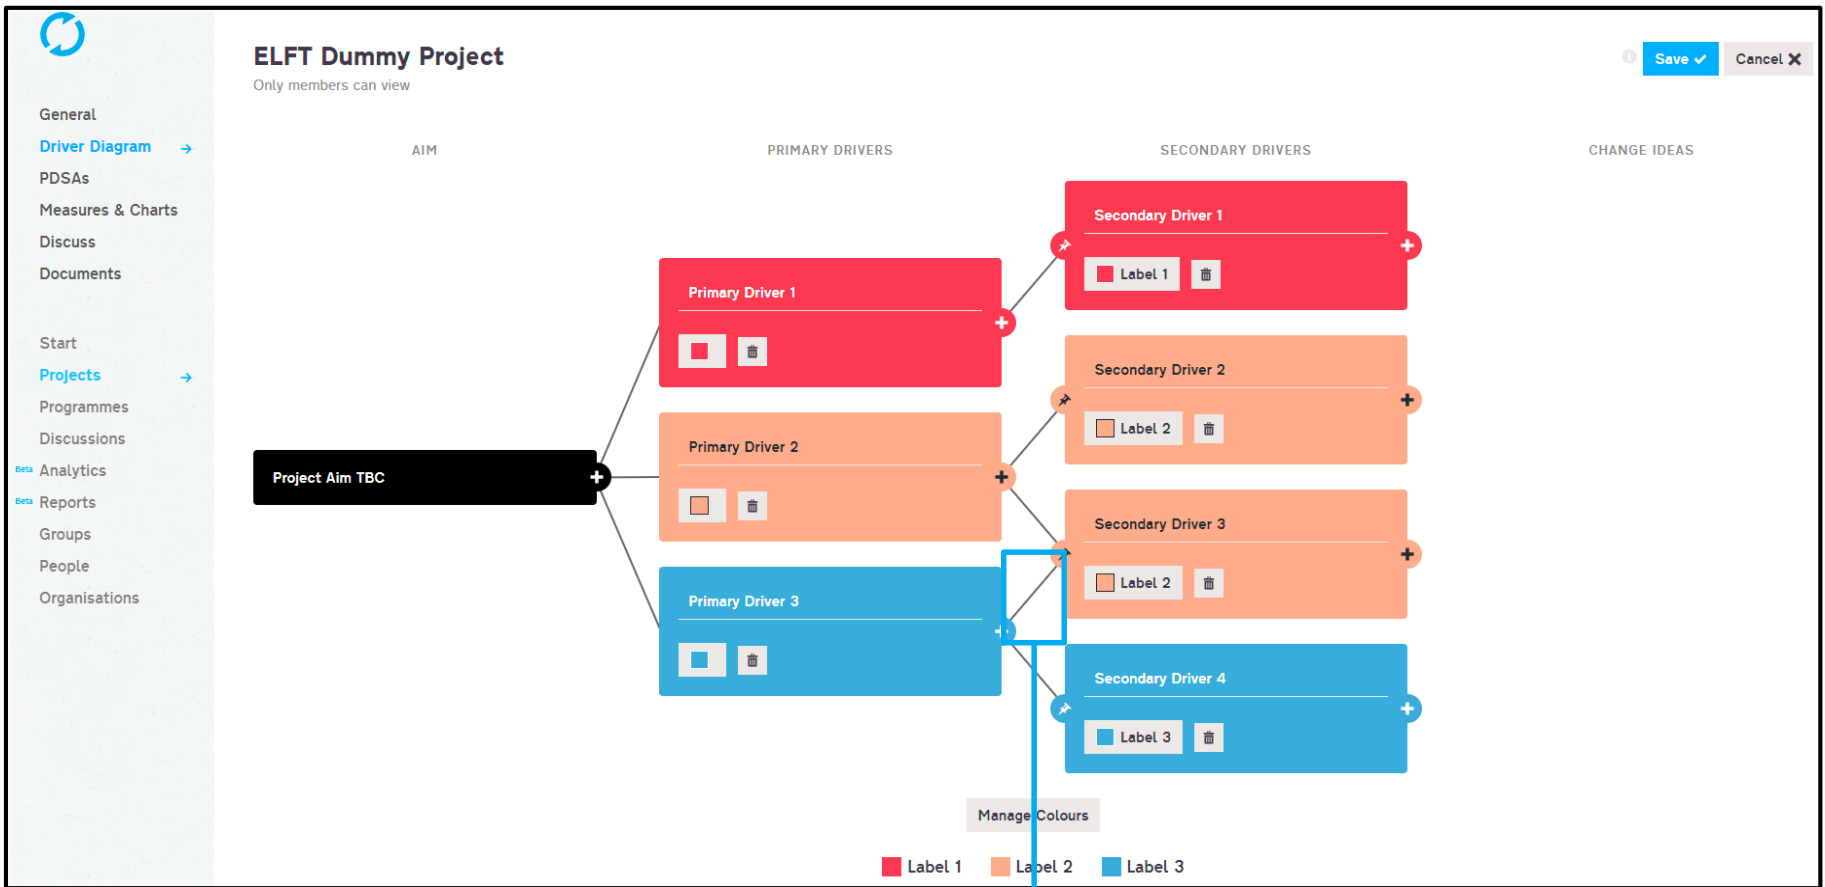 ELFT Dummy Project
Only members can view
Save
Cancel
General
Driver Diagram
PDSAs
Measures & Charts
Discuss
Documents
Start
Projects
Programmes
Discussions
Beta Analytics
Beta Reports
Groups
People
Organisations
AIM
PRIMARY DRIVERS
SECONDARY DRIVERS
CHANGE IDEAS
Project Aim TBC
Primary Driver 1
Primary Driver 2
Primary Driver 3
Secondary Driver 1
Label 1
Secondary Driver 2
Label 2
Secondary Driver 3
Label 2
Secondary Driver 4
Label 3
Manage Colours
Label 1
Label 2
Label 3